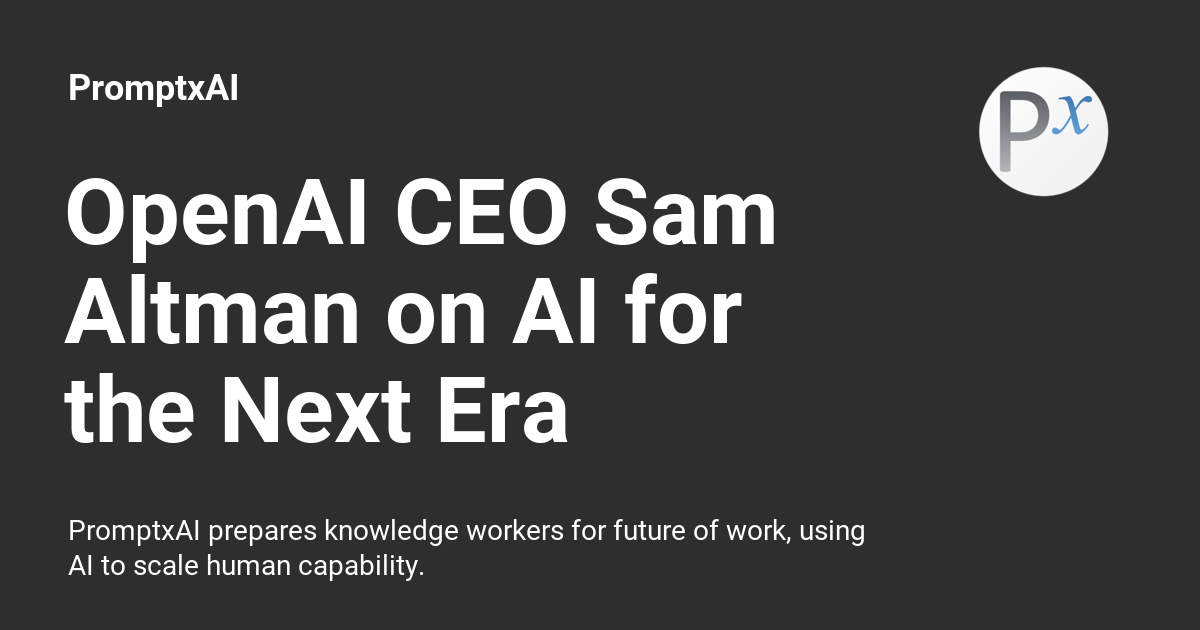 PromptxAI
Px
OpenAI CEO Sam
Altman on AI for
the Next Era
PromptxAI prepares knowledge workers for future of work, using
AI to scale human capability.